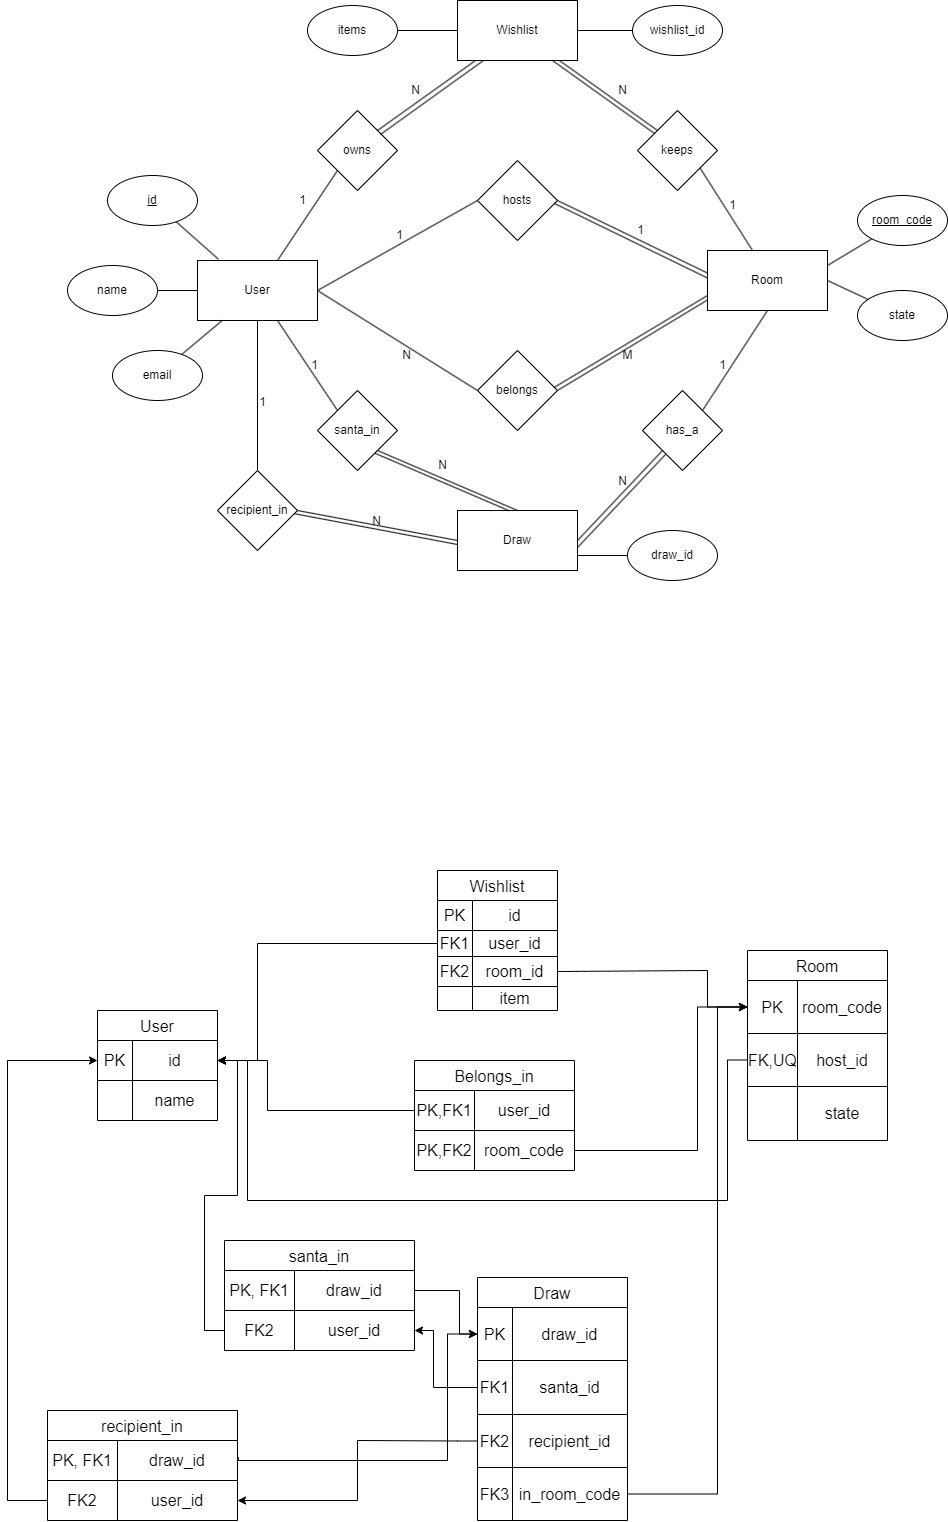 items
Wishlist
wishlist_id
N
N
owns
keeps
id
1
hosts
1
room_code
1
1
name
User
Room
state
email
N
M
belongs
1
1
1
santa_in
has_a
N
N
recipient_in
N
Draw
draw_id
Wishlist
PK id
FK1 user_id
FK2 room_id
item
Room
PK room_code
FK,UQ host_id
state
User
PK id
name
Belongs_in
PK,FK1 user_id
PK,FK2 room_code
santa_in
PK, FK1 draw_id
FK2 user_id
Draw
PK draw_id
FK1 santa_id
FK2 recipient_id
FK3 in_room_code
recipient_in
PK, FK1 draw_id
FK2 user_id